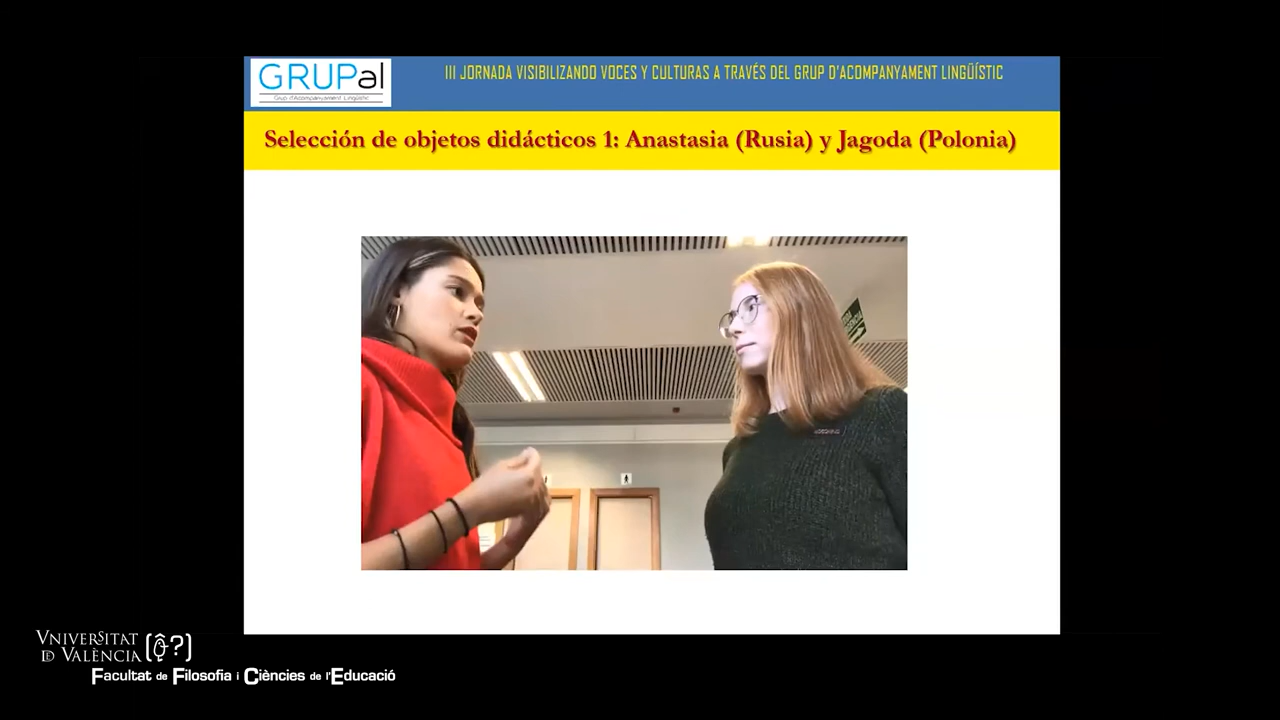 GRUPal
Grup d'Acompanyament Lingüístic
III JORNADA VISIBILIZANDO VOCES Y CULTURAS A TRAVÉS DEL GRUP D'ACOMPANYAMENT LINGÜÍSTIC
Selección de objetos didácticos 1: Anastasia (Rusia) y Jagoda (Polonia)
VNIVERSITAT
DE VALÈNCIA
Facultat de Filosofia i Ciències de l'Educació